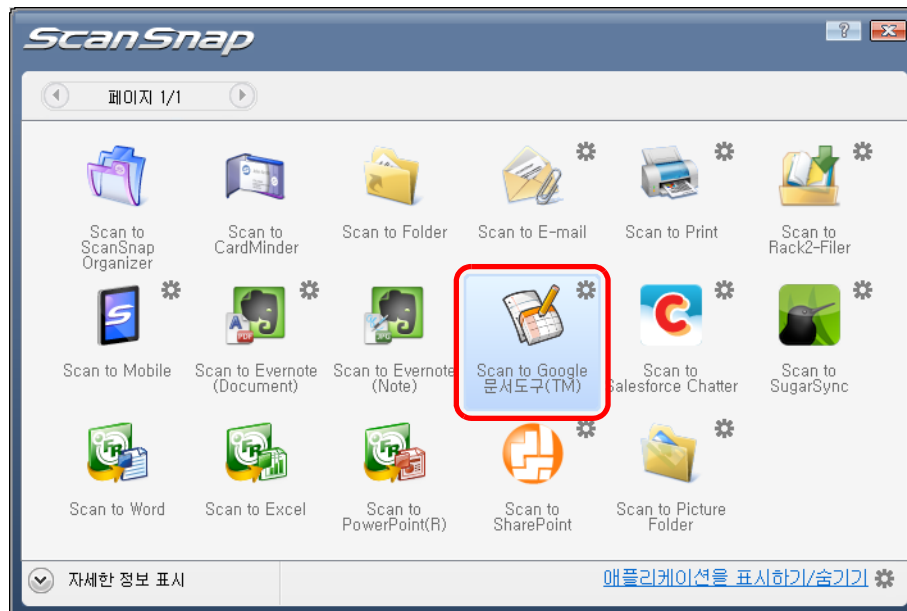 ScanSnap
페이지 1/1
Scan to
ScanSnap
Organizer
Scan to
CardMinder
Scan to Folder
Scan to E-mail
Scan to Print
Scan to
Rack2-Filer
Scan to Mobile
Scan to Evernote
(Document)
Scan to Evernote
(Note)
Scan to Google
문서도구(TM)
Scan to
Salesforce Chatter
Scan to
SugarSync
Scan to Word
Scan to Excel
Scan to
PowerPoint(R)
Scan to
SharePoint
Scan to Picture
Folder
자세한 정보 표시
애플리케이션을 표시하기/숨기기